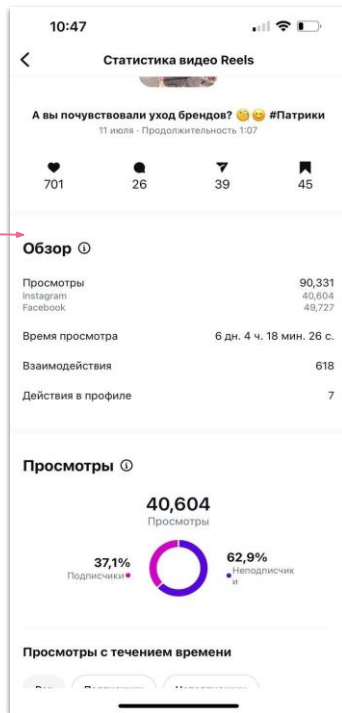 10:47
Статистика видео Reels
А вы почувствовали уход брендов? 🧐😊 #Патрики
11 июля · Продолжительность 1:07
701 26 39 45
Обзор
Просмотры 90,331
Instagram 40,604
Facebook 49,727
Время просмотра 6 дн. 4 ч. 18 мин. 26 с.
Взаимодействия 618
Действия в профиле 7
Просмотры
40,604
Просмотры
37,1% 62,9%
Подписчики Неподписчик
и
Просмотры с течением времени